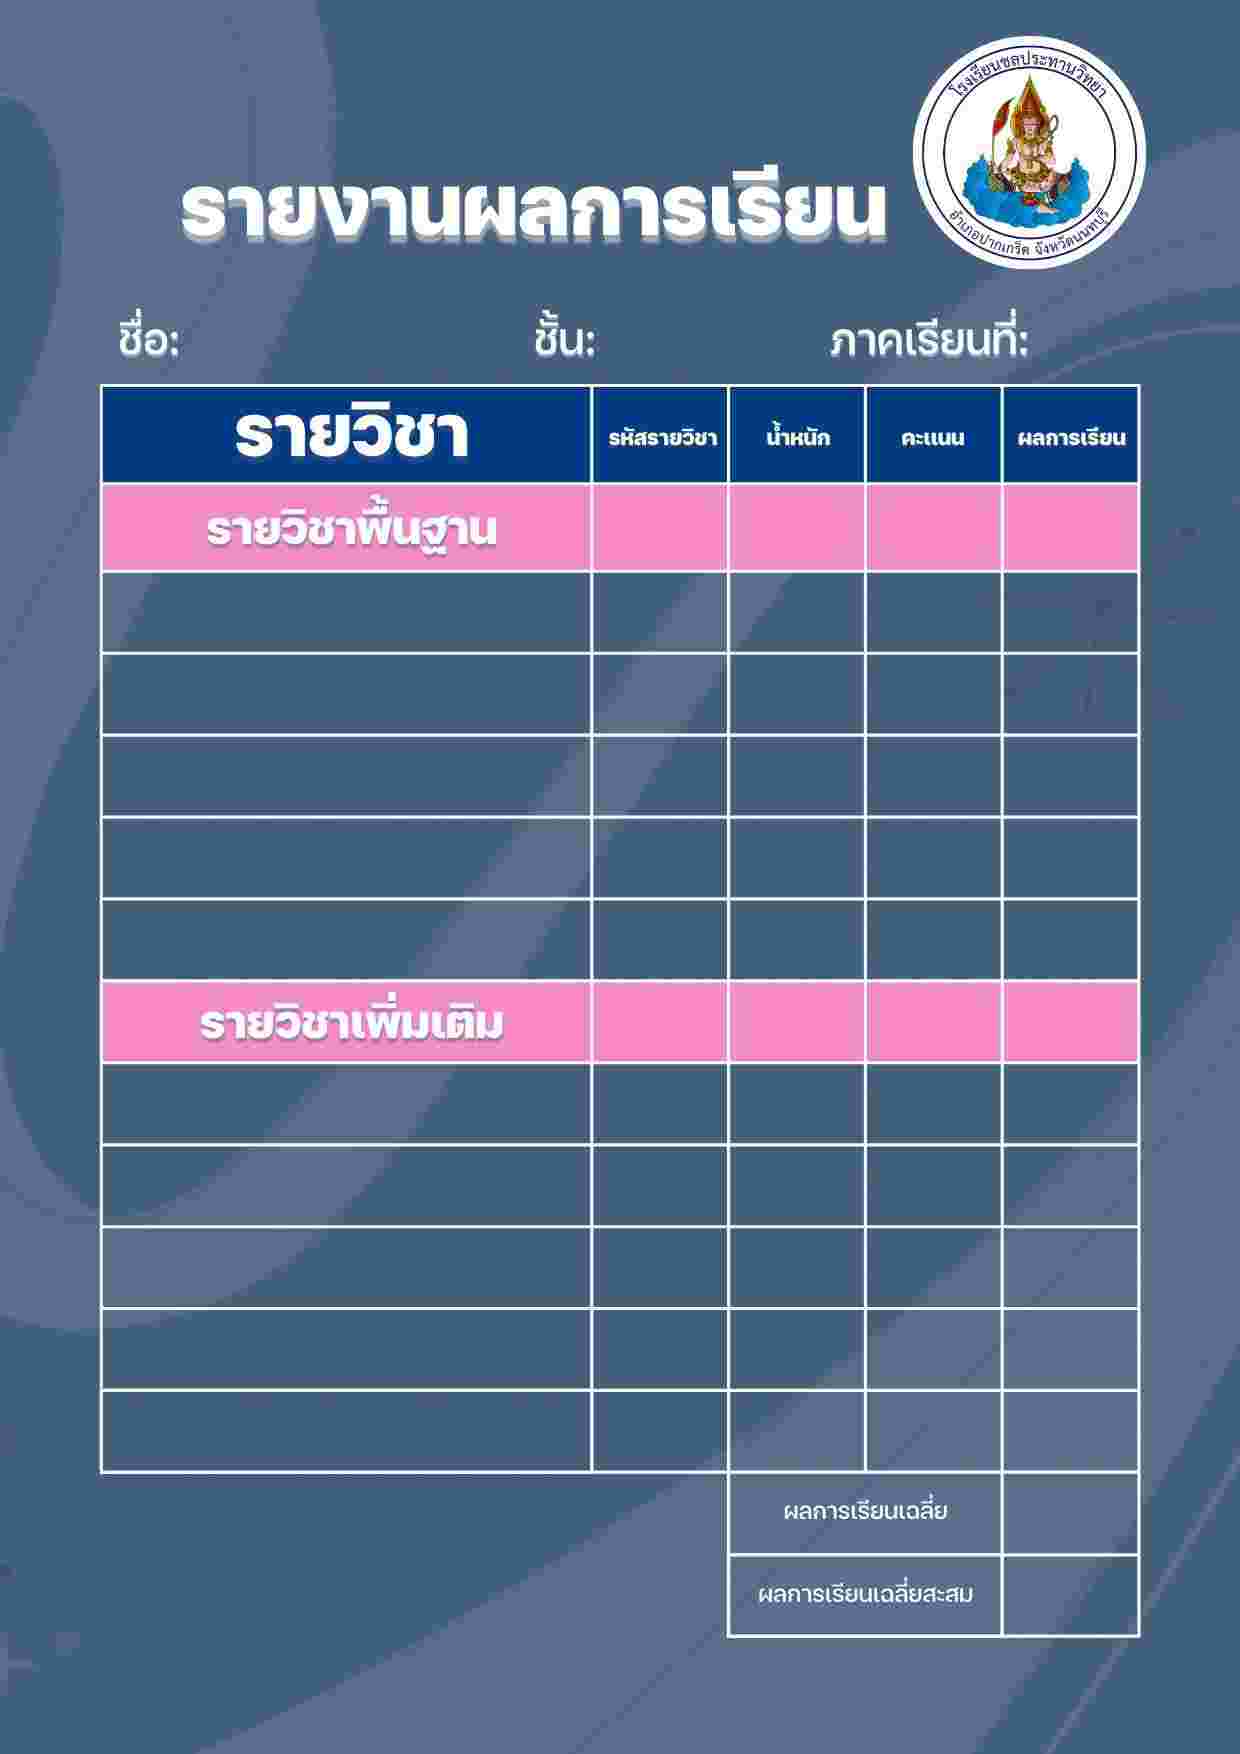 โรงเรียนชลประทานวิทยา
อำเภอปากเกร็ด จังหวัดนนทบุรี
รายงานผลการเรียน
ชื่อ: ชั้น: ภาคเรียนที่:
รายวิชา รหัสรายวิชา น้ำหนัก คะแนน ผลการเรียน
รายวิชาพื้นฐาน
รายวิชาเพิ่มเติม
ผลการเรียนเฉลี่ย
ผลการเรียนเฉลี่ยสะสม